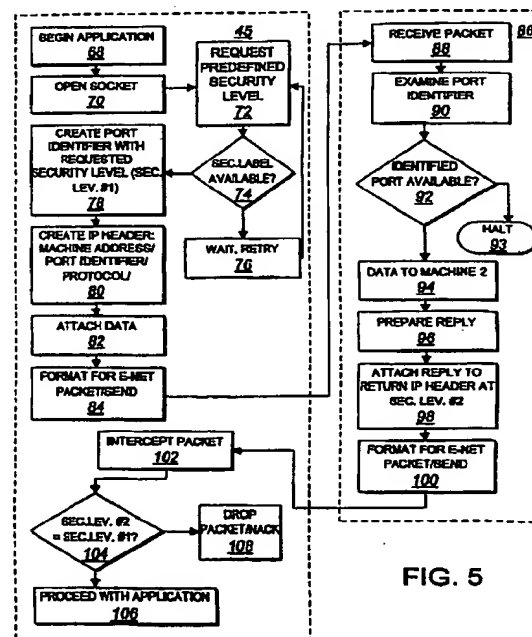 45
BEGIN APPLICATION
68
OPEN SOCKET
70
REQUEST
PREDEFINED
SECURITY
LEVEL
72
SEC.LABEL
AVAILABLE?
74
WAIT, RETRY
76
CREATE PORT
IDENTIFIER WITH
REQUESTED
SECURITY LEVEL (SEC.
LEV. #1)
78
CREATE IP HEADER:
MACHINE ADDRESS/
PORT IDENTIFIER/
PROTOCOL/
80
ATTACH DATA
82
FORMAT FOR E-NET
PACKET/SEND
84
86
RECEIVE PACKET
88
EXAMINE PORT
IDENTIFIER
90
IDENTIFIED
PORT AVAILABLE?
92
HALT
93
DATA TO MACHINE 2
94
PREPARE REPLY
96
ATTACH REPLY TO
RETURN IP HEADER AT
SEC. LEV. #2
98
FORMAT FOR E-NET
PACKET/SEND
100
INTERCEPT PACKET
102
SEC.LEV. #2
= SEC.LEV. #1?
104
DROP
PACKET/NACK
108
PROCEED WITH APPLICATION
106
FIG. 5